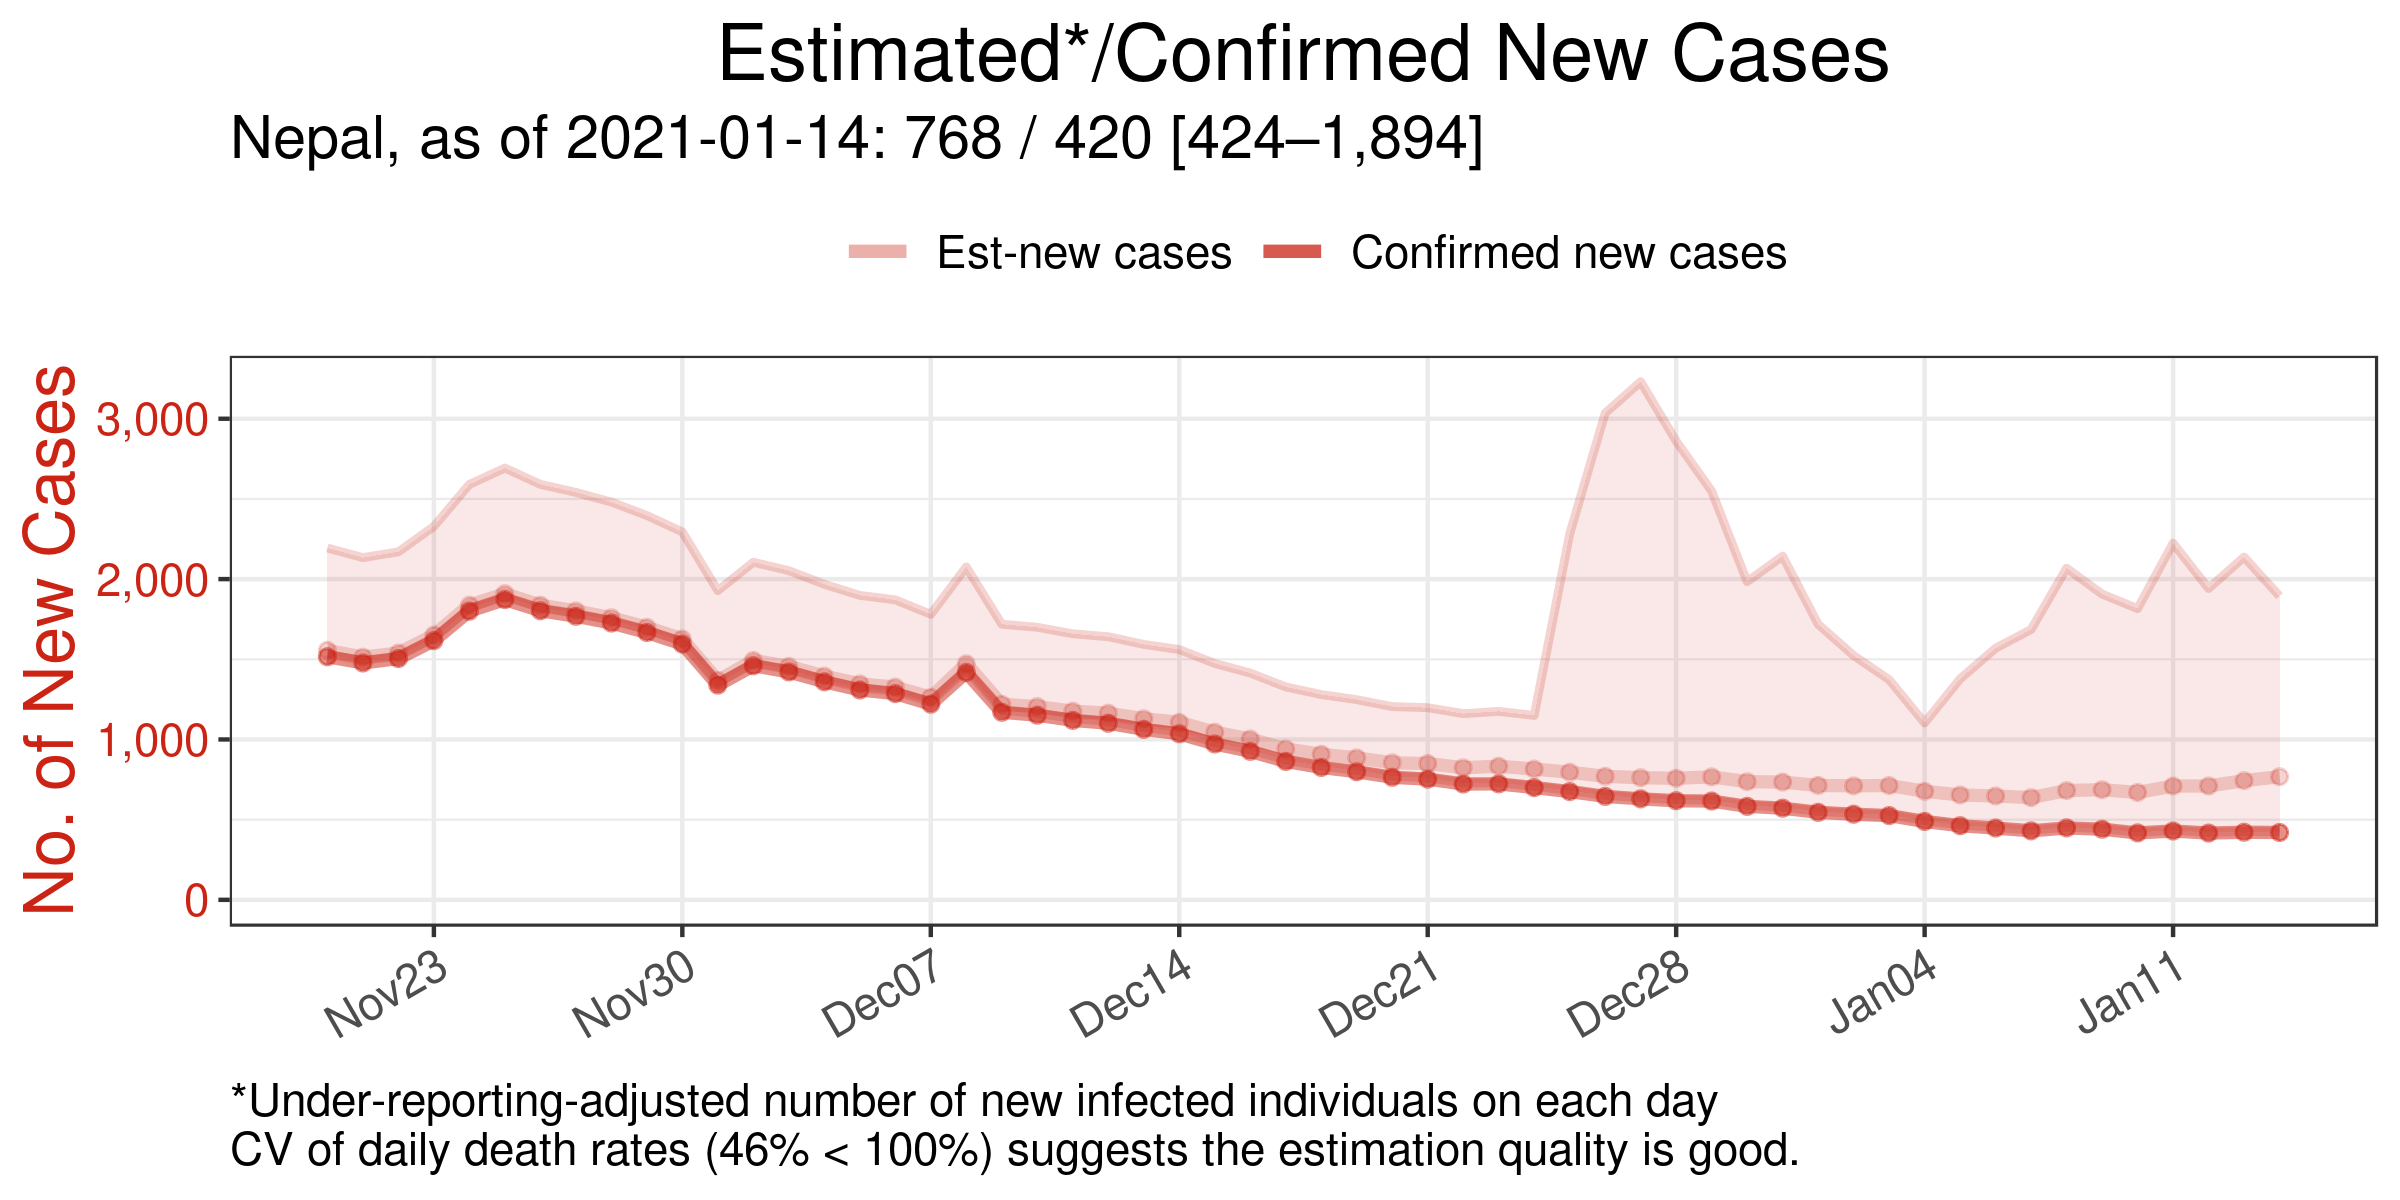 Estimated*/Confirmed New Cases
Nepal, as of 2021-01-14: 768 / 420 [424–1,894]
Est-new cases Confirmed new cases
No. of New Cases
3,000
2,000
1,000
0
Nov23 Nov30 Dec07 Dec14 Dec21 Dec28 Jan04 Jan11
*Under-reporting-adjusted number of new infected individuals on each day
CV of daily death rates (46% < 100%) suggests the estimation quality is good.